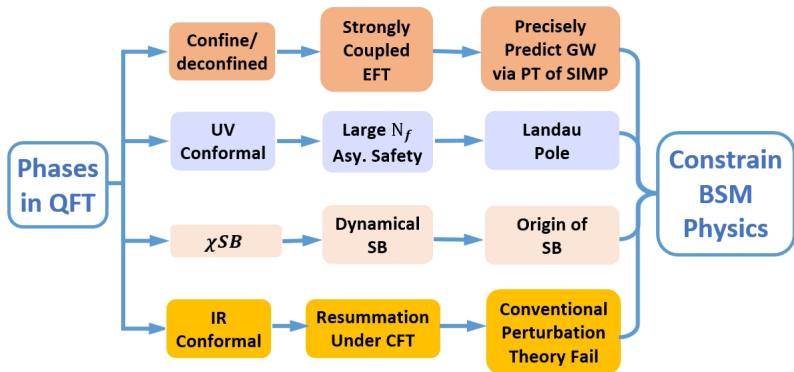 Phases
in QFT
Confine/
deconfined
Strongly
Coupled
EFT
Precisely
Predict GW
via PT of SIMP
UV
Conformal
Large N_f
Asy. Safety
Landau
Pole
χSB
Dynamical
SB
Origin of
SB
IR
Conformal
Resummation
Under CFT
Conventional
Perturbation
Theory Fail
Constrain
BSM
Physics